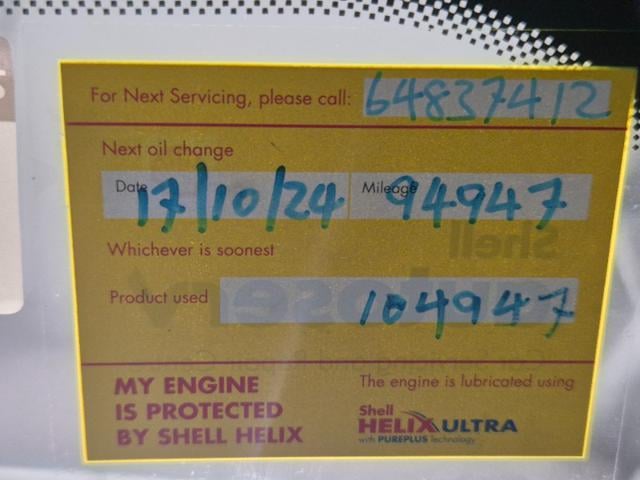 For Next Servicing, please call: 64837412
Next oil change
Date 17/10/24 Mileage 94947
Whichever is soonest
Product used 104947
MY ENGINE
IS PROTECTED
BY SHELL HELIX
The engine is lubricated using
Shell
HELIX ULTRA
with PUREPLUS Technology